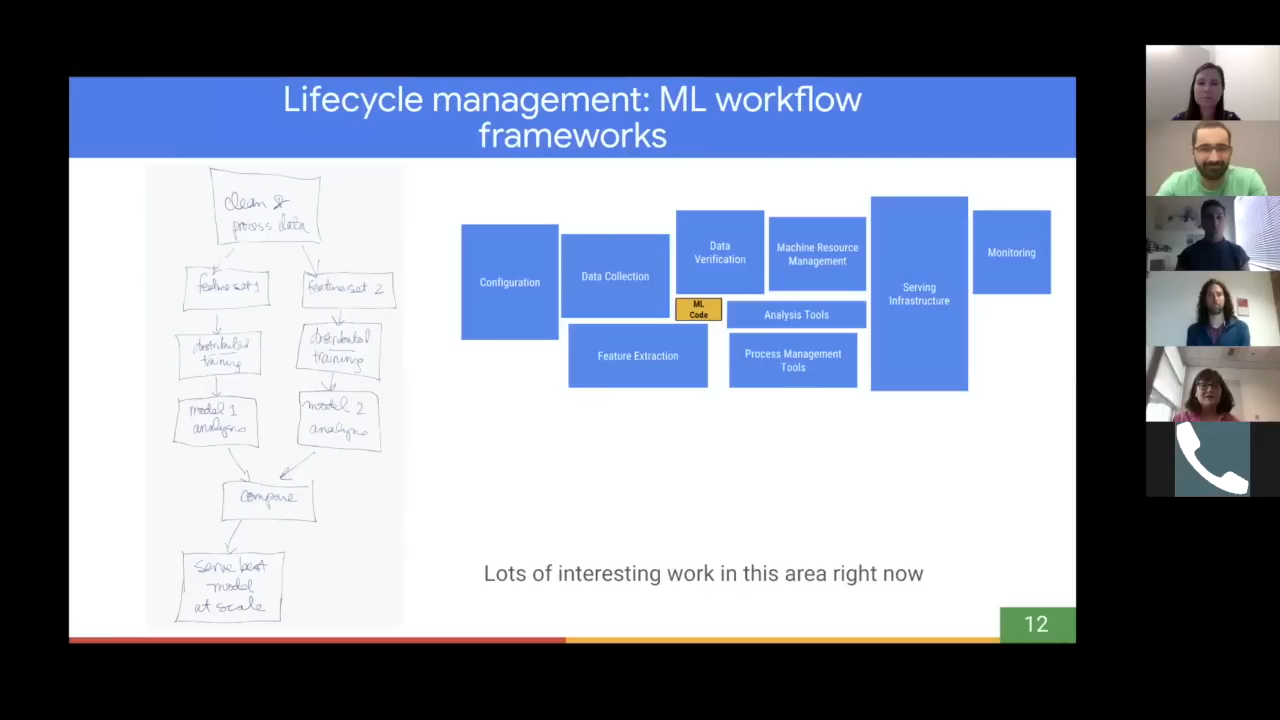 Lifecycle management: ML workflow
frameworks
clean &
process data
feature set 1
feature set 2
distributed
training
distributed
training
model 1
analysis
model 2
analysis
compare
serve best
model
at scale
Configuration
Data Collection
Data
Verification
Machine Resource
Management
ML
Code
Analysis Tools
Feature Extraction
Process Management
Tools
Serving
Infrastructure
Monitoring
Lots of interesting work in this area right now
12